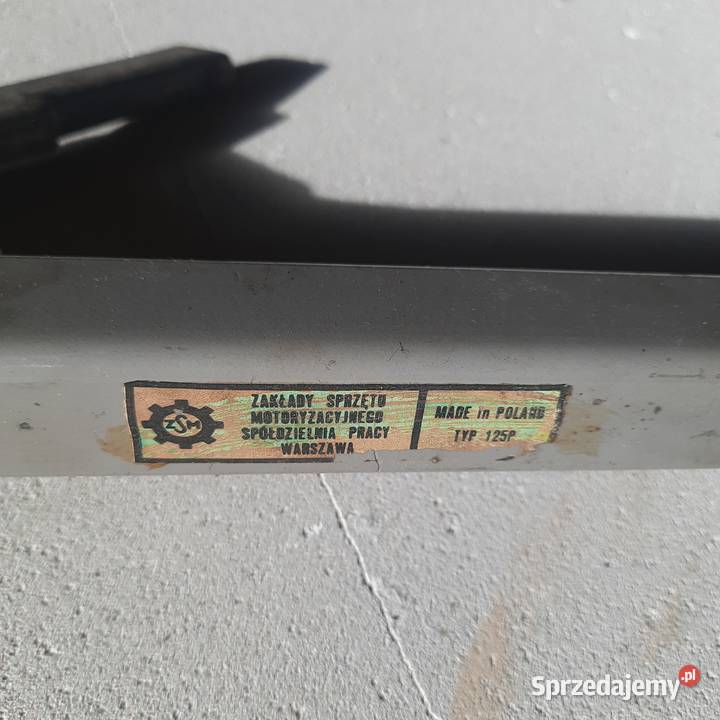 ZSM
ZAKŁADY SPRZĘTU
MOTORYZACYJNEGO
SPÓŁDZIELNIA PRACY
WARSZAWA
MADE in POLAND
TYP 125P
Sprzedajemy.pl